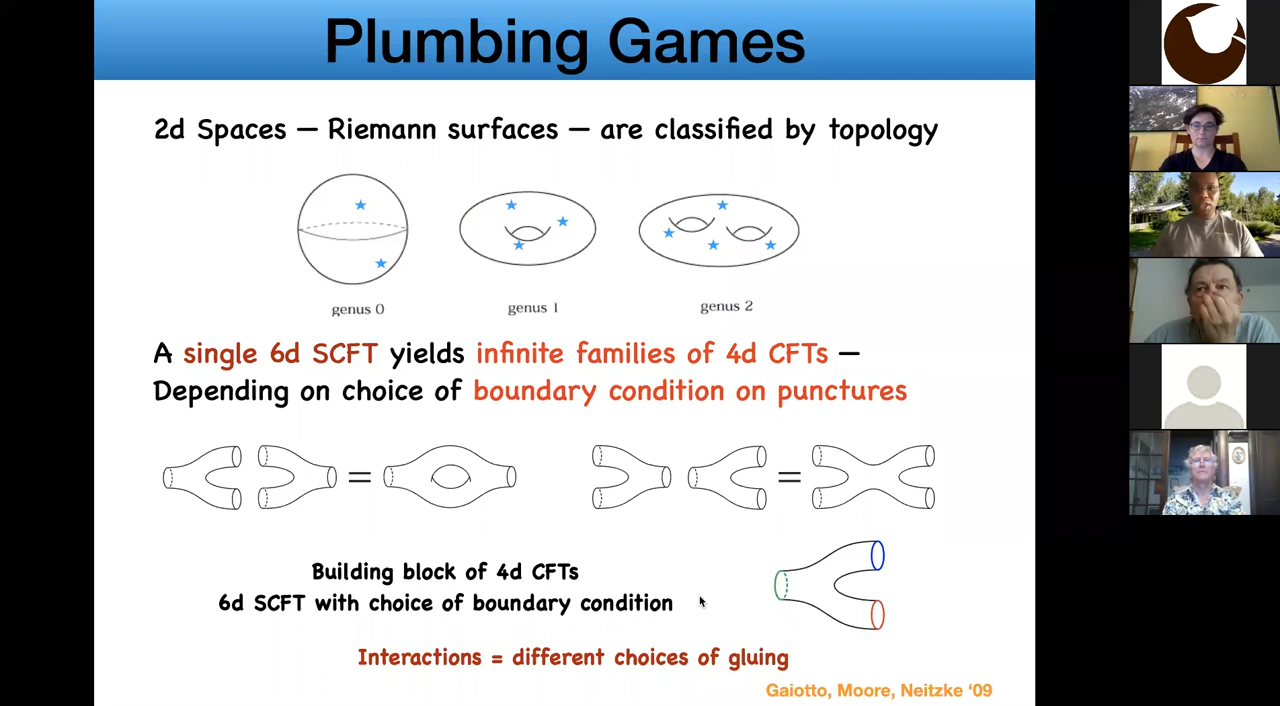 Plumbing Games
2d Spaces — Riemann surfaces — are classified by topology
genus 0
genus 1
genus 2
A single 6d SCFT yields infinite families of 4d CFTs —
Depending on choice of boundary condition on punctures
=
=
Building block of 4d CFTs
6d SCFT with choice of boundary condition
Interactions = different choices of gluing
Gaiotto, Moore, Neitzke ‘09